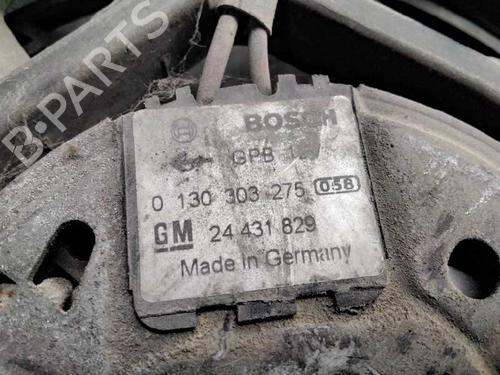 B-PARTS
BOSCH
GPB
0 130 303 275 058
GM 24 431 829
Made in Germany